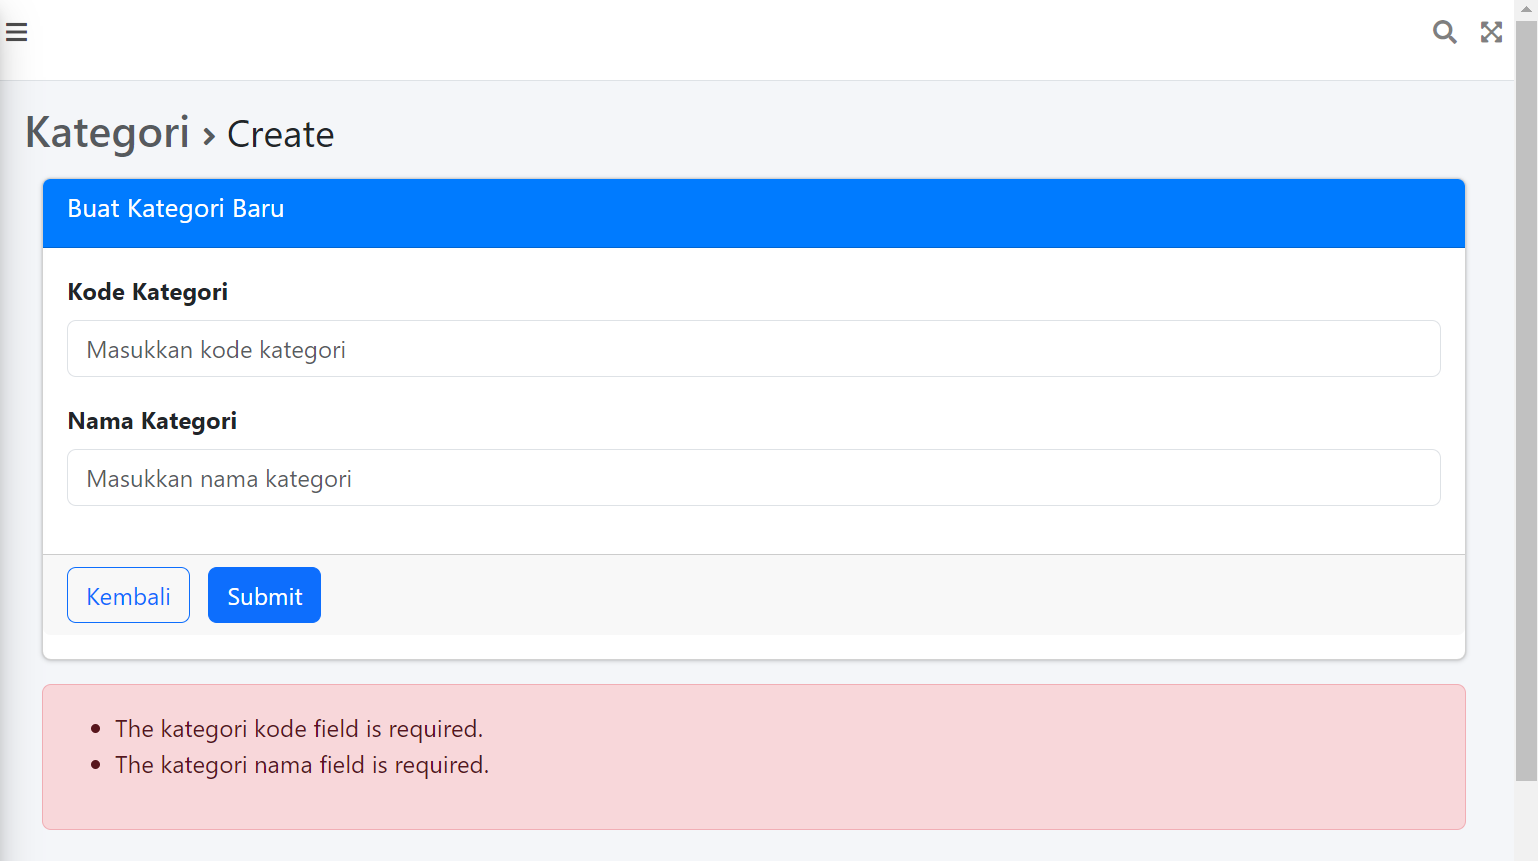 Kategori > Create
Buat Kategori Baru
Kode Kategori
Masukkan kode kategori
Nama Kategori
Masukkan nama kategori
Kembali Submit
• The kategori kode field is required.
• The kategori nama field is required.